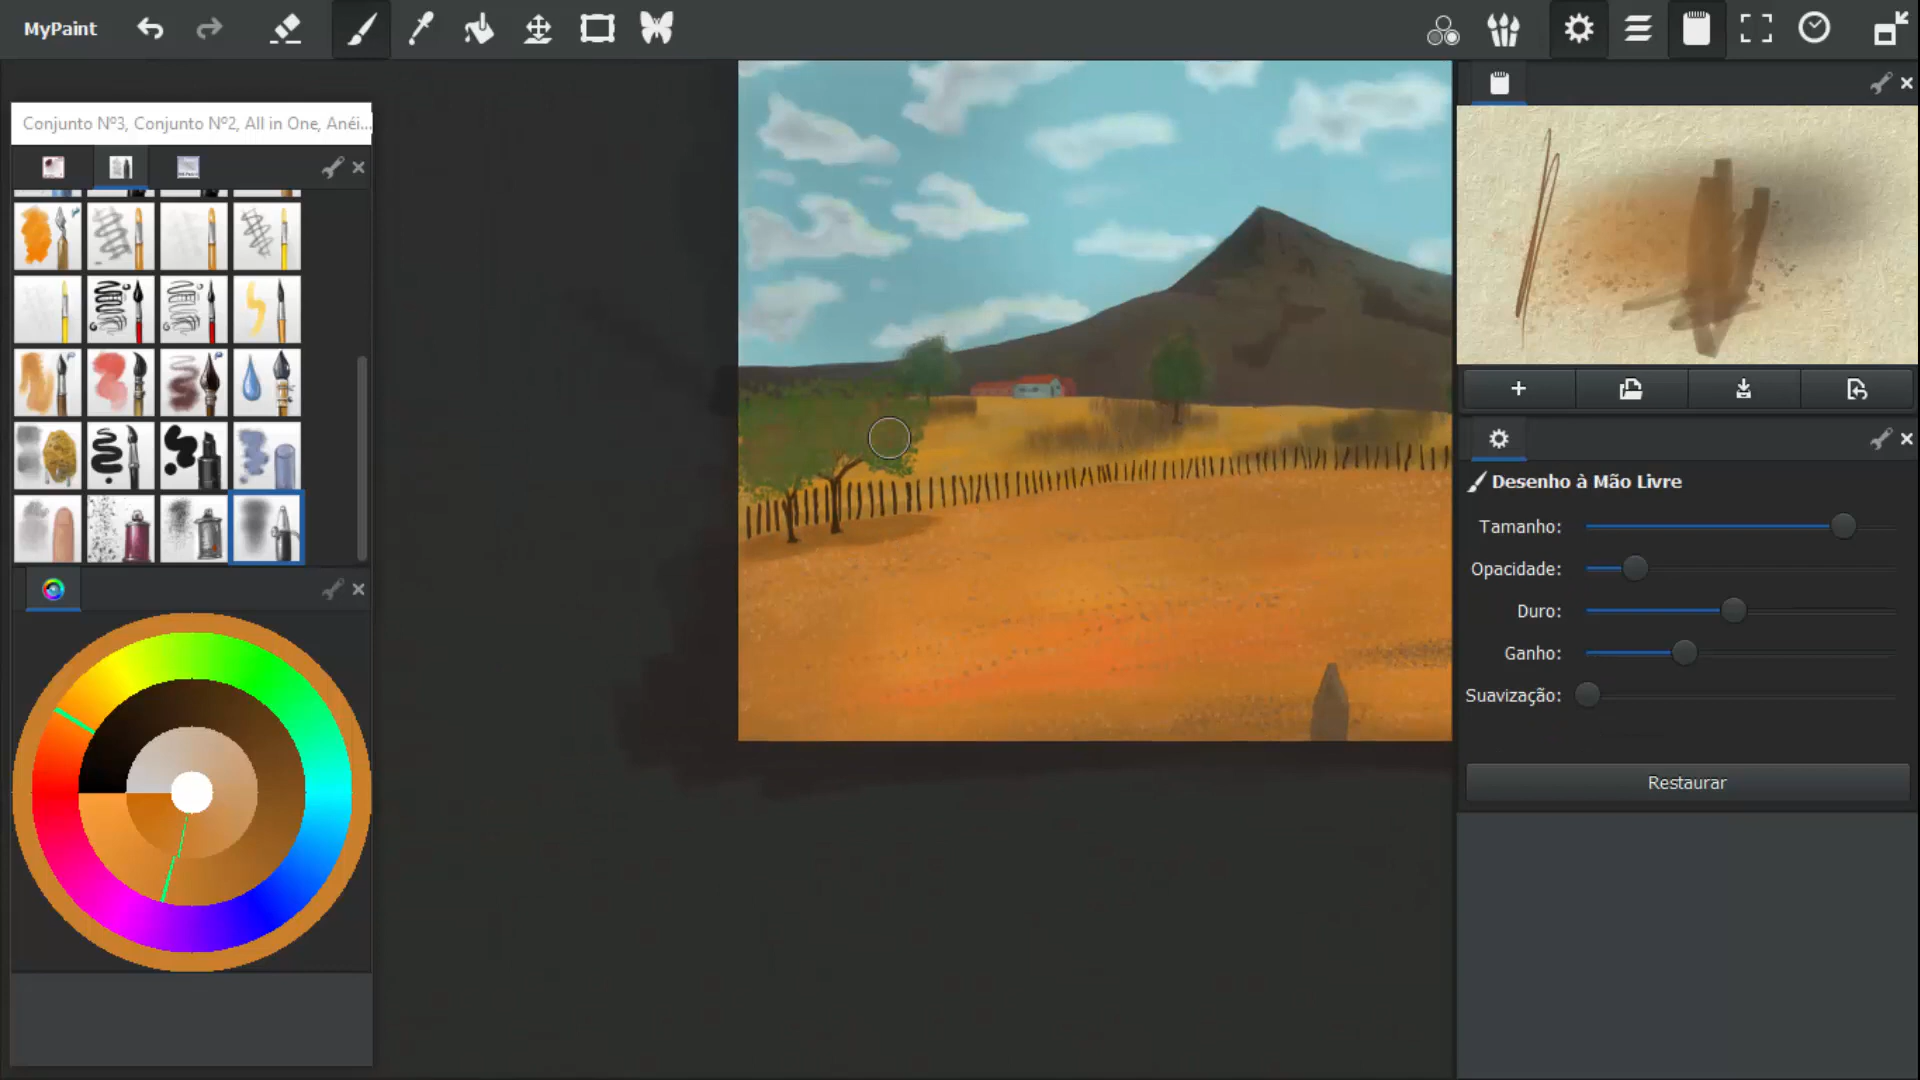 MyPaint
Conjunto Nº3, Conjunto Nº2, All in One, Anéi...
Desenho à Mão Livre
Tamanho:
Opacidade:
Duro:
Ganho:
Suavização:
Restaurar